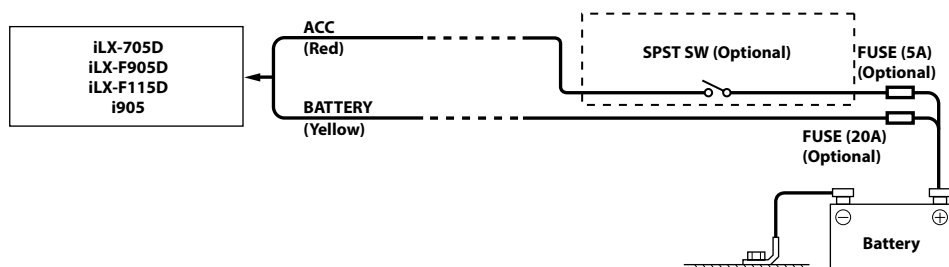 iLX-705D
iLX-F905D
iLX-F115D
i905
ACC
(Red)
SPST SW (Optional)
FUSE (5A)
(Optional)
BATTERY
(Yellow)
FUSE (20A)
(Optional)
Battery